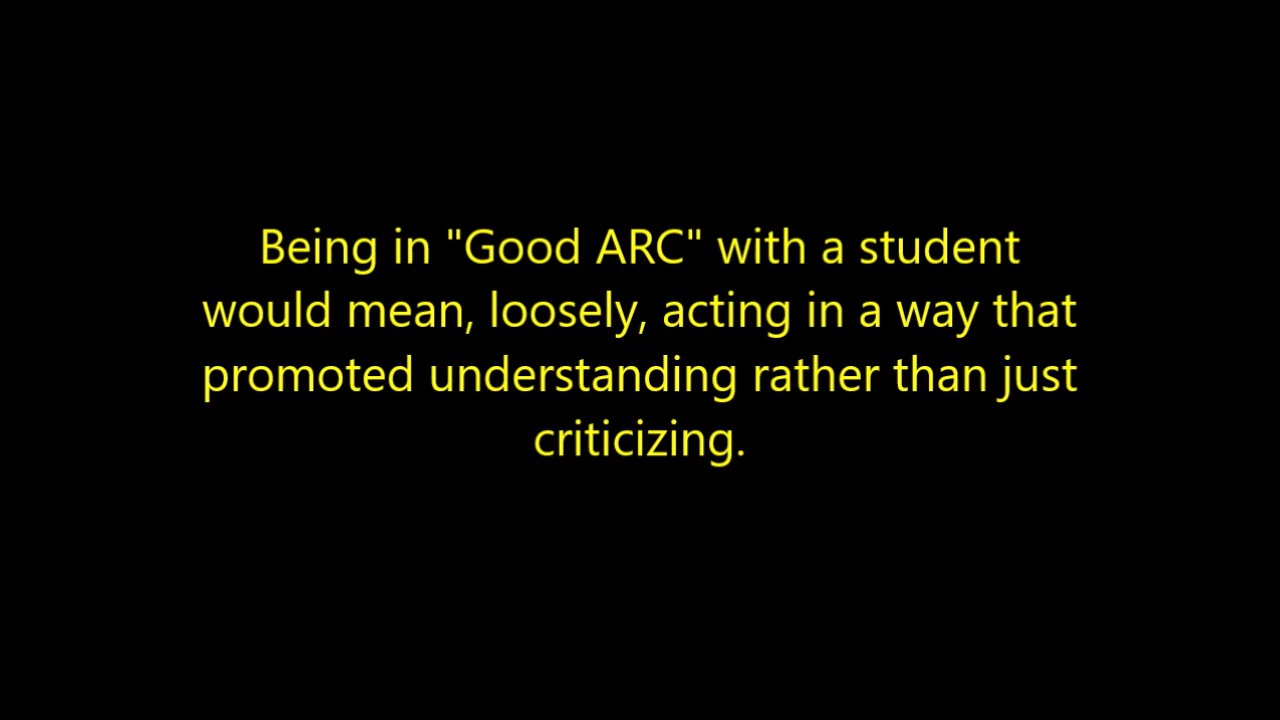 Being in "Good ARC" with a student
would mean, loosely, acting in a way that
promoted understanding rather than just
criticizing.